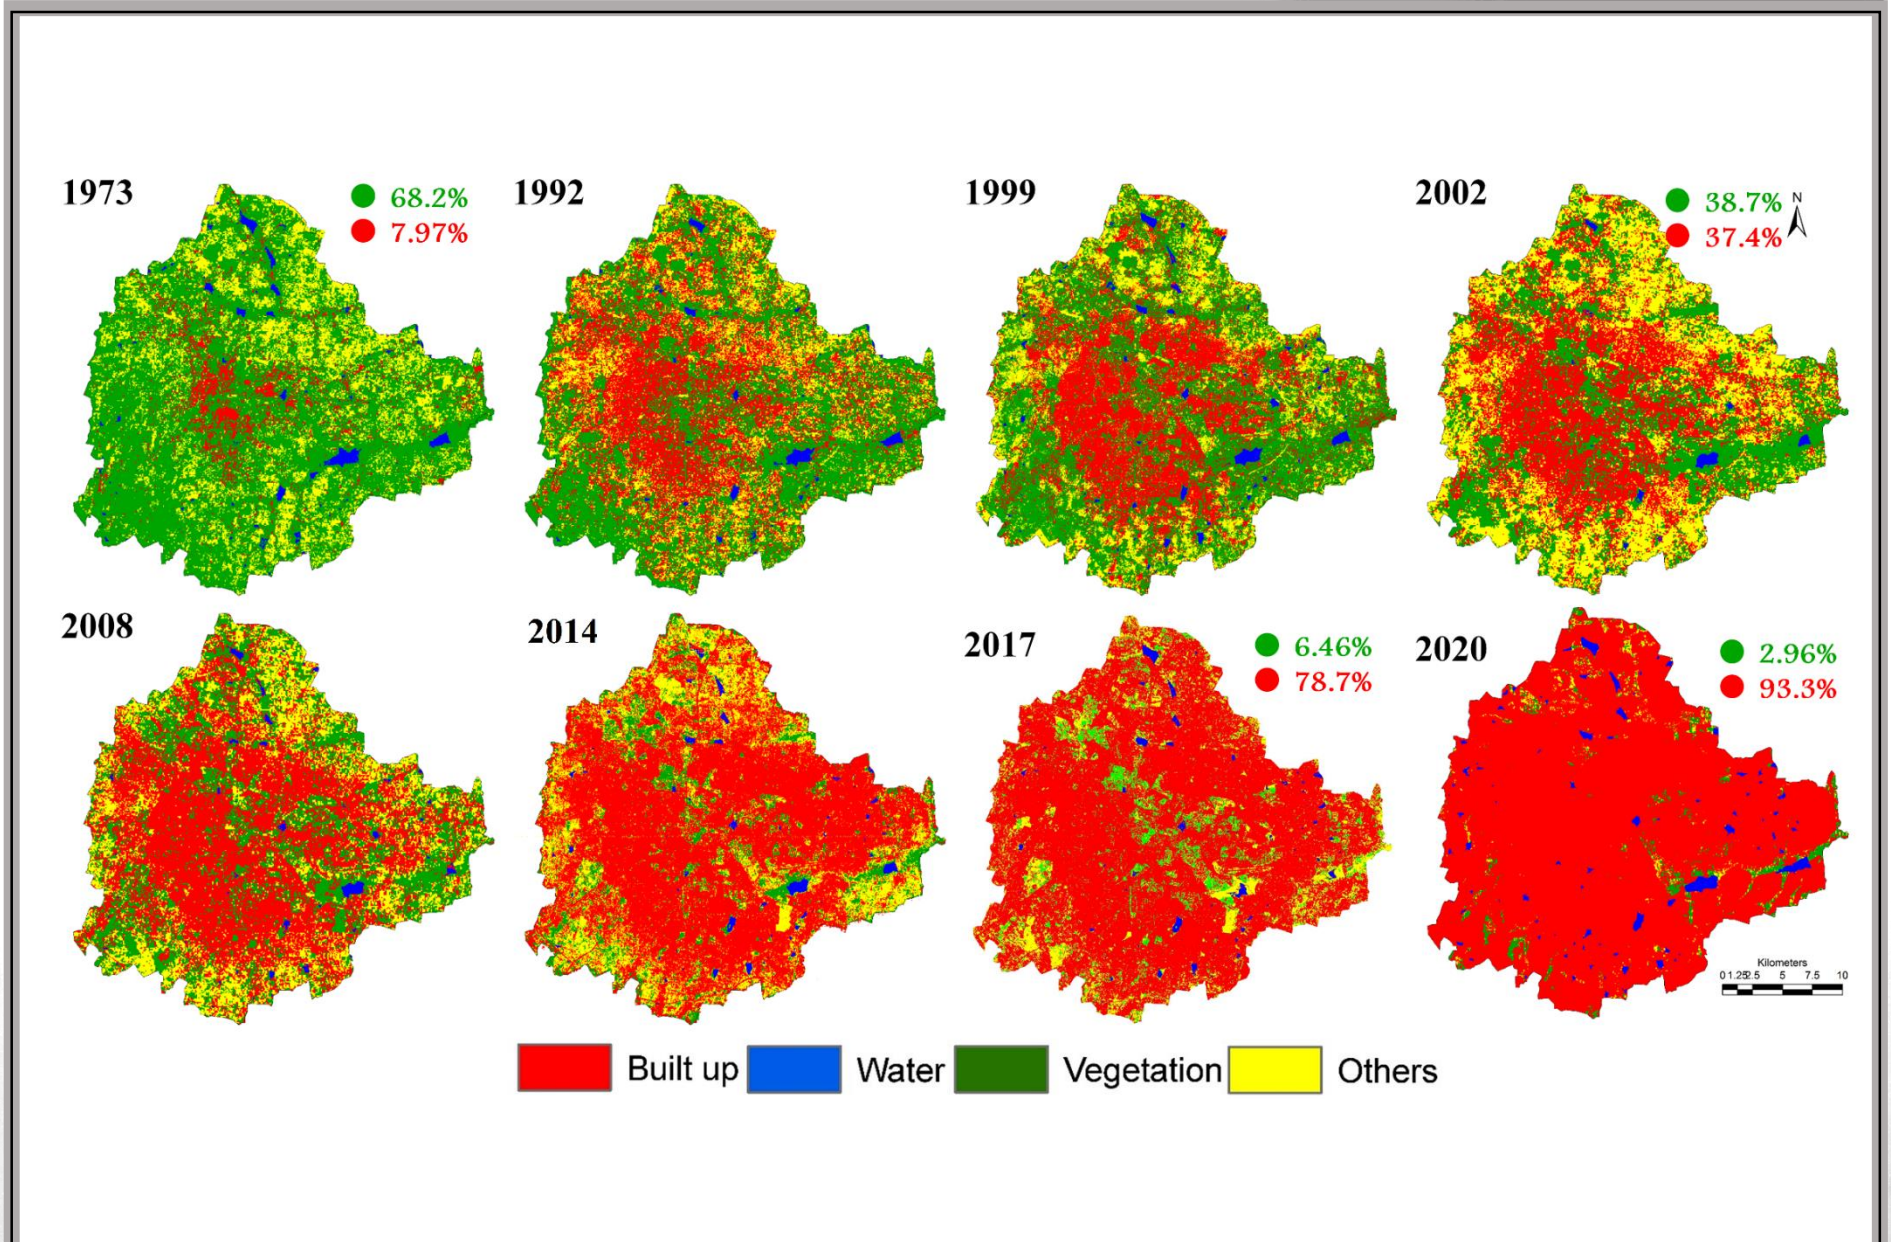 1973
68.2%
7.97%
1992
1999
2002
38.7%
37.4%
N
2008
2014
2017
6.46%
78.7%
2020
2.96%
93.3%
Kilometers
0 1.25 2.5 5 7.5 10
Built up
Water
Vegetation
Others